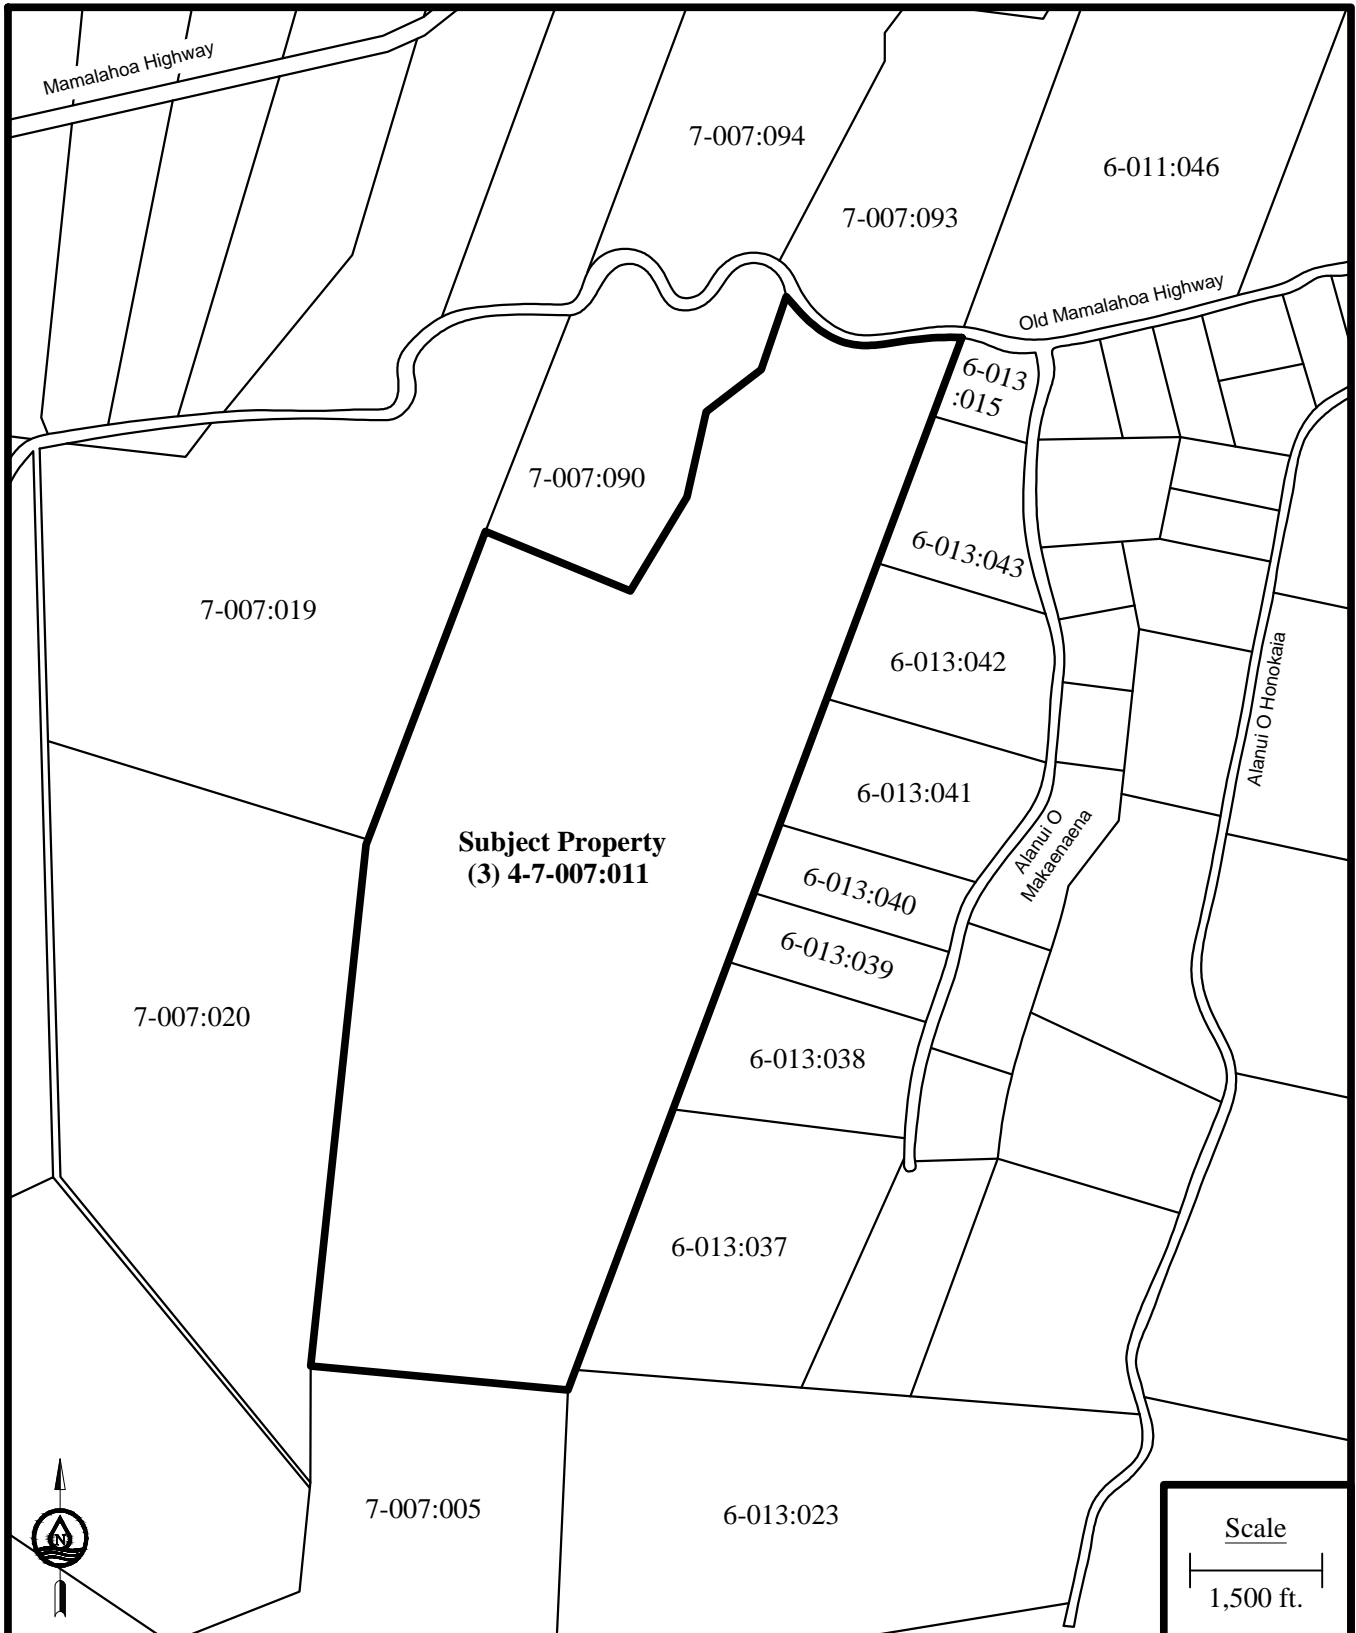 Mamalahoa Highway
7-007:094
6-011:046
7-007:093
Old Mamalahoa Highway
6-013
:015
7-007:090
6-013:043
7-007:019
6-013:042
Alanui O Honokaia
6-013:041
Alanui O
Makaenaena
Subject Property
(3) 4-7-007:011
6-013:040
6-013:039
7-007:020
6-013:038
6-013:037
7-007:005
6-013:023
N
Scale
1,500 ft.